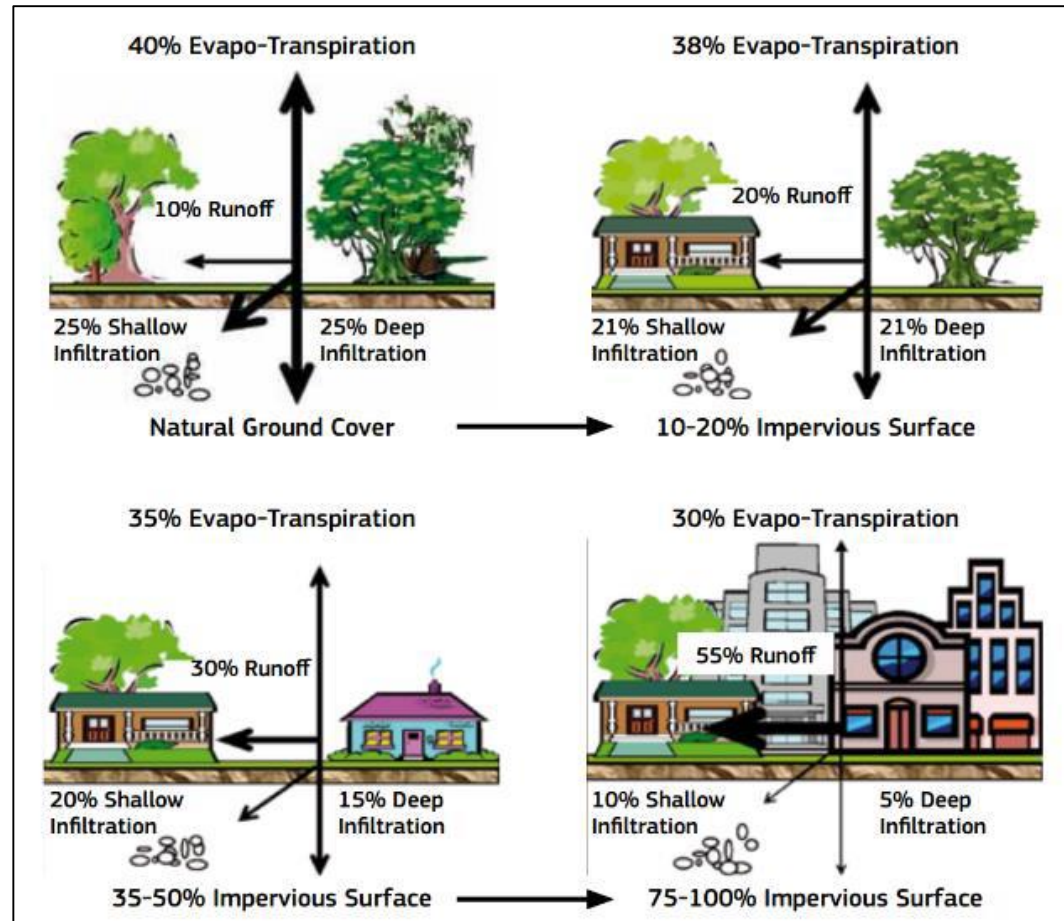 40% Evapo-Transpiration
10% Runoff
25% Shallow
Infiltration
25% Deep
Infiltration
Natural Ground Cover
38% Evapo-Transpiration
20% Runoff
21% Shallow
Infiltration
21% Deep
Infiltration
10-20% Impervious Surface
35% Evapo-Transpiration
30% Runoff
20% Shallow
Infiltration
15% Deep
Infiltration
35-50% Impervious Surface
30% Evapo-Transpiration
55% Runoff
10% Shallow
Infiltration
5% Deep
Infiltration
75-100% Impervious Surface